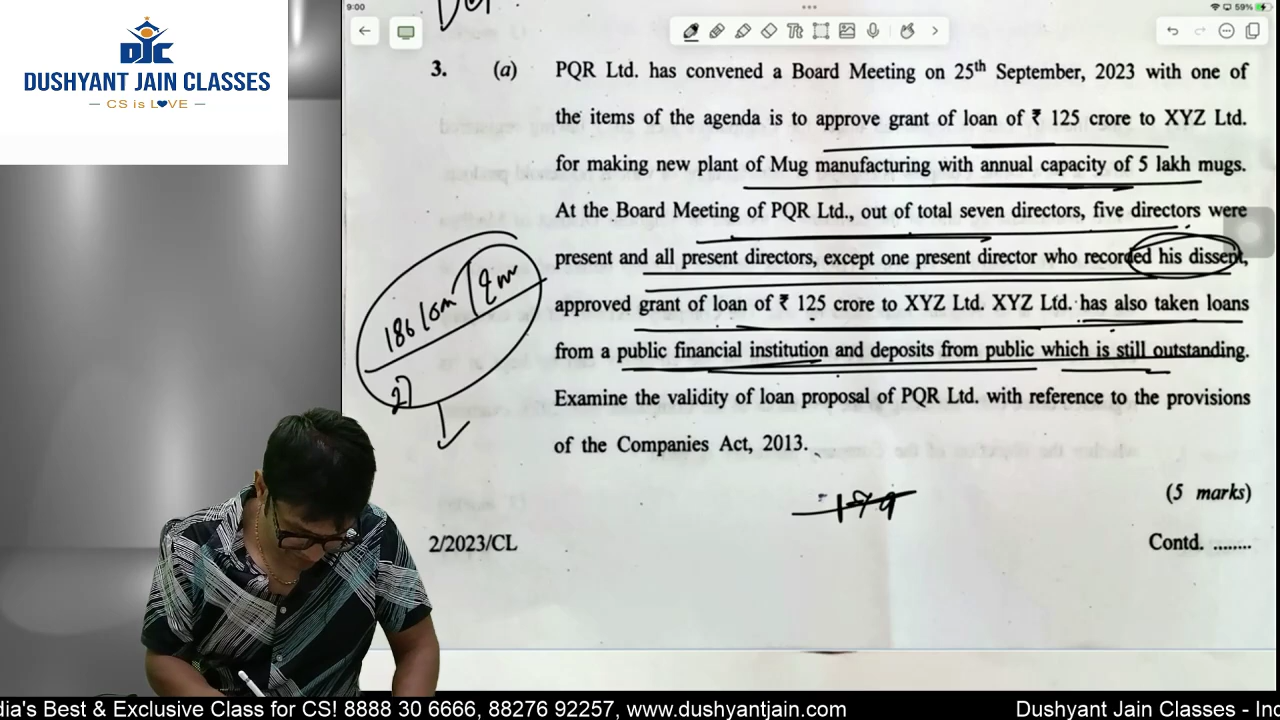 DJC
DUSHYANT JAIN CLASSES
— CS is L♥VE —
9:00
59%
3. (a) PQR Ltd. has convened a Board Meeting on 25th September, 2023 with one of
the items of the agenda is to approve grant of loan of ₹ 125 crore to XYZ Ltd.
for making new plant of Mug manufacturing with annual capacity of 5 lakh mugs.
At the Board Meeting of PQR Ltd., out of total seven directors, five directors were
present and all present directors, except one present director who recorded his dissent,
approved grant of loan of ₹ 125 crore to XYZ Ltd. XYZ Ltd. has also taken loans
from a public financial institution and deposits from public which is still outstanding.
Examine the validity of loan proposal of PQR Ltd. with reference to the provisions
of the Companies Act, 2013.
179
(5 marks)
2/2023/CL
Contd. ........
dia's Best & Exclusive Class for CS! 8888 30 6666, 88276 92257, www.dushyantjain.com
Dushyant Jain Classes - Ind